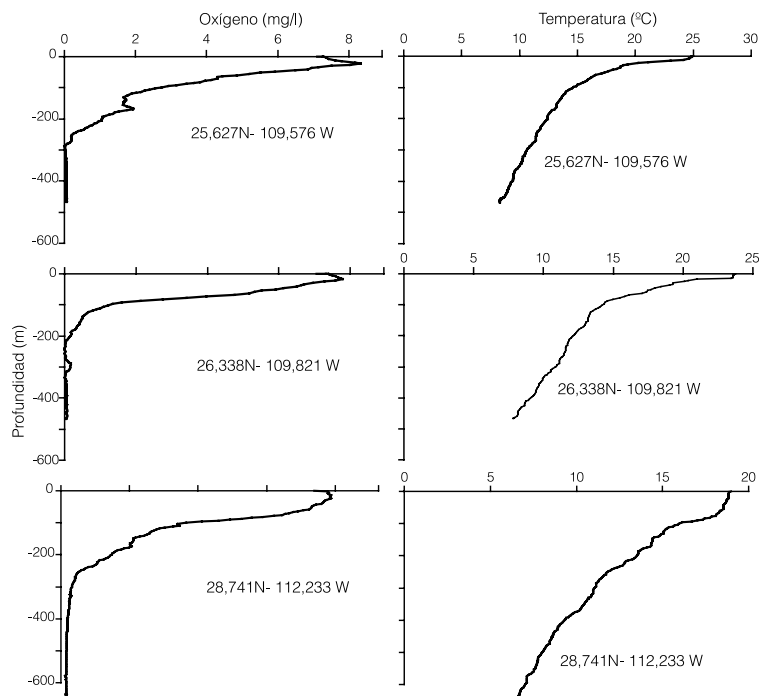 Oxígeno (mg/l)
0 2 4 6 8
Temperatura (ºC)
0 5 10 15 20 25 30
0
-200
-400
-600
25,627N- 109,576 W
25,627N- 109,576 W
0 5 10 15 20 25
0
-200
-400
-600
Profundidad (m)
26,338N- 109,821 W
26,338N- 109,821 W
0 5 10 15 20
0
-200
-400
-600
28,741N- 112,233 W
28,741N- 112,233 W